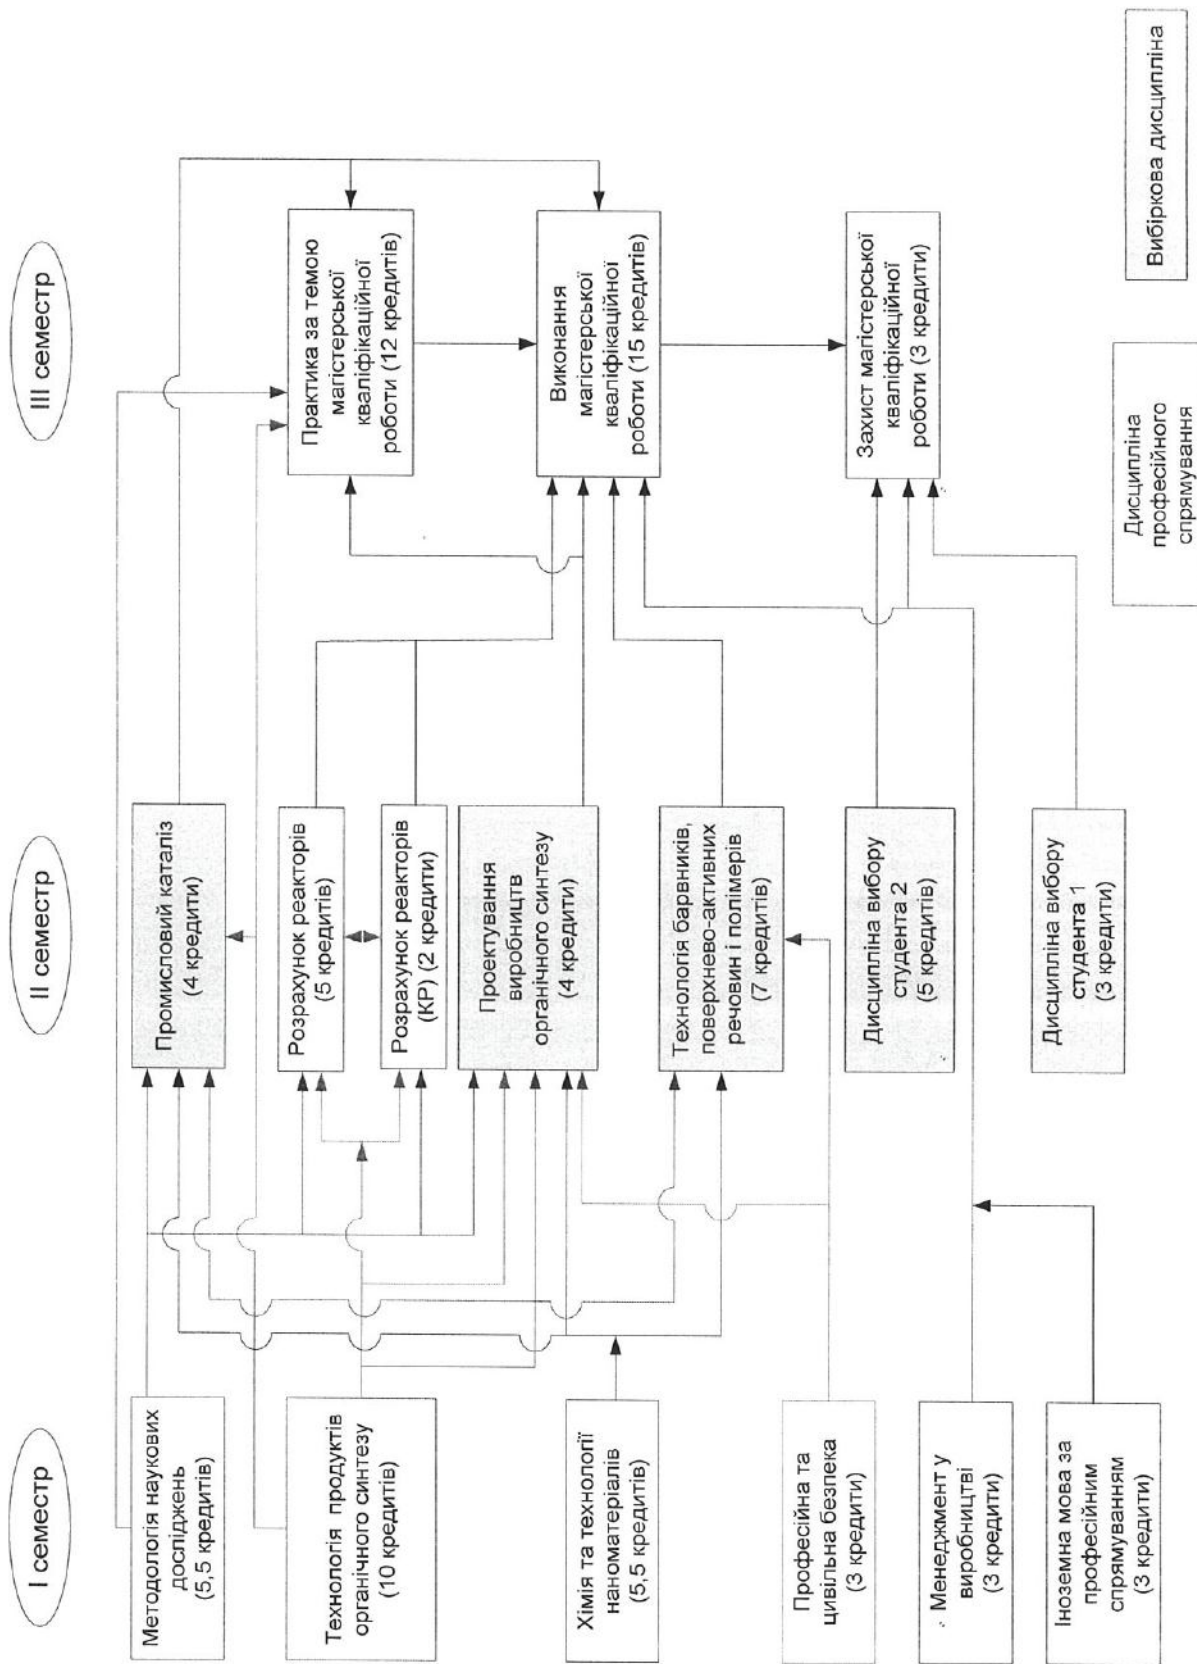 І семестр
ІІ семестр
ІІІ семестр
Методологія наукових
досліджень
(5,5 кредитів)
Технологія продуктів
органічного синтезу
(10 кредитів)
Хімія та технології
наноматеріалів
(5,5 кредитів)
Професійна та
цивільна безпека
(3 кредити)
Менеджмент у
виробництві
(3 кредити)
Іноземна мова за
професійним
спрямуванням
(3 кредити)
Промисловий каталіз
(4 кредити)
Розрахунок реакторів
(5 кредитів)
Розрахунок реакторів
(КР) (2 кредити)
Проектування
виробництв
органічного синтезу
(4 кредити)
Технологія барвників,
поверхнево-активних
речовин і полімерів
(7 кредитів)
Дисципліна вибору
студента 2
(5 кредитів)
Дисципліна вибору
студента 1
(3 кредити)
Практика за темою
магістерської
кваліфікаційної
роботи (12 кредитів)
Виконання
магістерської
кваліфікаційної
роботи (15 кредитів)
Захист магістерської
кваліфікаційної
роботи (3 кредити)
Дисципліна
професійного
спрямування
Вибіркова дисципліна